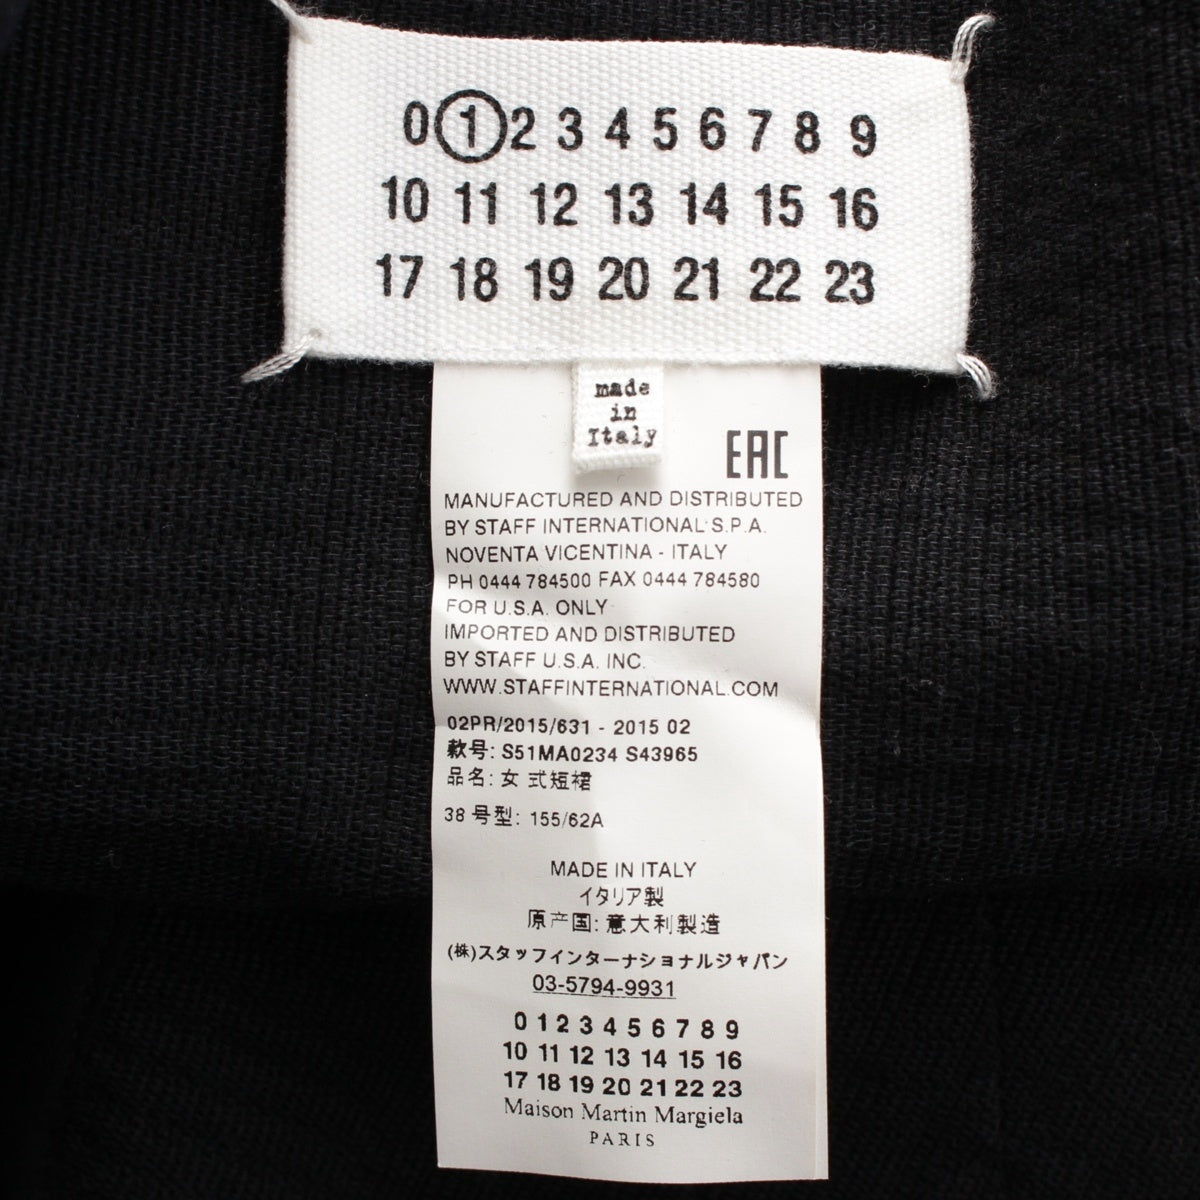 0 1 2 3 4 5 6 7 8 9
10 11 12 13 14 15 16
17 18 19 20 21 22 23
made
in
Italy
EAC
MANUFACTURED AND DISTRIBUTED
BY STAFF INTERNATIONAL S.P.A.
NOVENTA VICENTINA - ITALY
PH 0444 784500 FAX 0444 784580
FOR U.S.A. ONLY
IMPORTED AND DISTRIBUTED
BY STAFF U.S.A. INC.
WWW.STAFFINTERNATIONAL.COM
02PR/2015/631 - 2015 02
款号: S51MA0234 S43965
品名: 女 式短裙
38 号型: 155/62A
MADE IN ITALY
イタリア製
原产国: 意大利製造
(株)スタッフインターナショナルジャパン
03-5794-9931
0 1 2 3 4 5 6 7 8 9
10 11 12 13 14 15 16
17 18 19 20 21 22 23
Maison Martin Margiela
PARIS